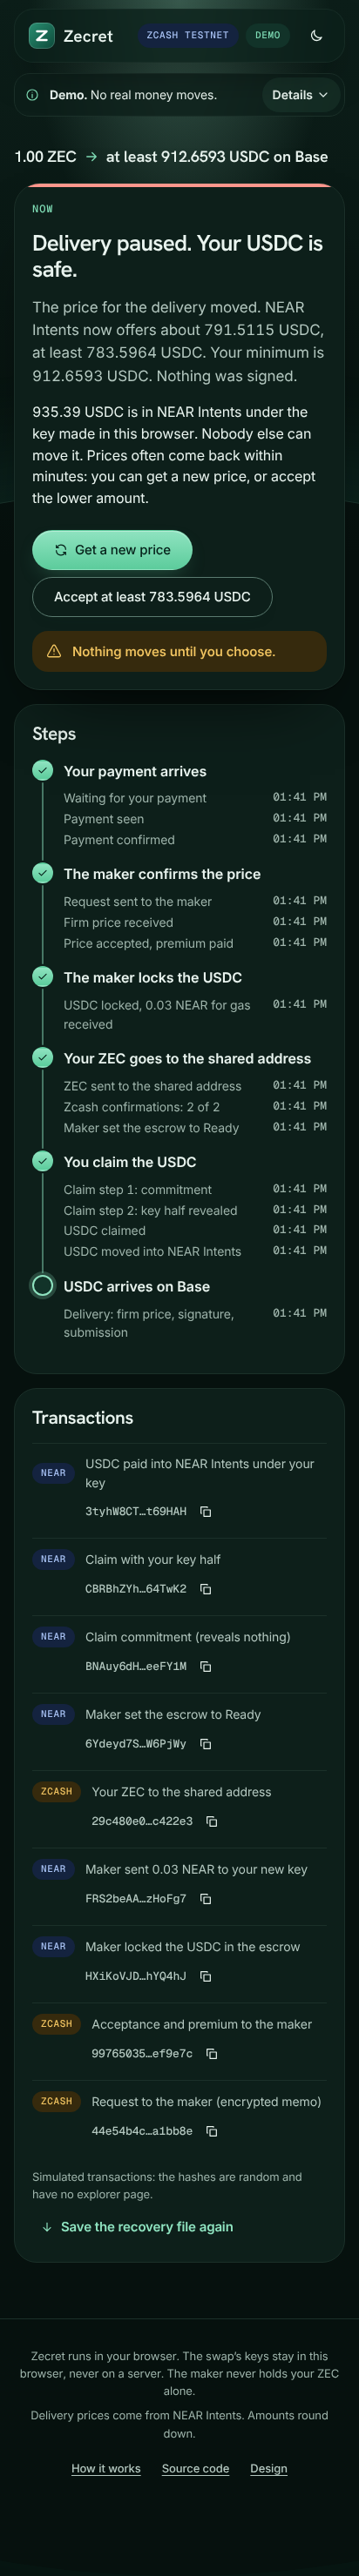 Zecret
ZCASH TESTNET
DEMO
Demo. No real money moves.
Details
1.00 ZEC → at least 912.6593 USDC on Base
NOW
Delivery paused. Your USDC is
safe.
The price for the delivery moved. NEAR
Intents now offers about 791.5115 USDC,
at least 783.5964 USDC. Your minimum is
912.6593 USDC. Nothing was signed.
935.39 USDC is in NEAR Intents under the
key made in this browser. Nobody else can
move it. Prices often come back within
minutes: you can get a new price, or accept
the lower amount.
Get a new price
Accept at least 783.5964 USDC
Nothing moves until you choose.
Steps
Your payment arrives
Waiting for your payment 01:41 PM
Payment seen 01:41 PM
Payment confirmed 01:41 PM
The maker confirms the price
Request sent to the maker 01:41 PM
Firm price received 01:41 PM
Price accepted, premium paid 01:41 PM
The maker locks the USDC
USDC locked, 0.03 NEAR for gas 01:41 PM
received
Your ZEC goes to the shared address
ZEC sent to the shared address 01:41 PM
Zcash confirmations: 2 of 2 01:41 PM
Maker set the escrow to Ready 01:41 PM
You claim the USDC
Claim step 1: commitment 01:41 PM
Claim step 2: key half revealed 01:41 PM
USDC claimed 01:41 PM
USDC moved into NEAR Intents 01:41 PM
USDC arrives on Base
Delivery: firm price, signature, 01:41 PM
submission
Transactions
NEAR USDC paid into NEAR Intents under your
key
3tyhW8CT…t69HAH
NEAR Claim with your key half
CBRBhZYh…64TwK2
NEAR Claim commitment (reveals nothing)
BNAuy6dH…eeFYiM
NEAR Maker set the escrow to Ready
6Ydeyd7S…W6PjWy
ZCASH Your ZEC to the shared address
29c480e0…c422e3
NEAR Maker sent 0.03 NEAR to your new key
FRS2beAA…zHoFg7
NEAR Maker locked the USDC in the escrow
HXiKoVJD…hYQ4hJ
ZCASH Acceptance and premium to the maker
99765035…ef9e7c
ZCASH Request to the maker (encrypted memo)
44e54b4c…a1bb8e
Simulated transactions: the hashes are random and
have no explorer page.
↓ Save the recovery file again
Zecret runs in your browser. The swap's keys stay in this
browser, never on a server. The maker never holds your ZEC
alone.
Delivery prices come from NEAR Intents. Amounts round
down.
How it works Source code Design